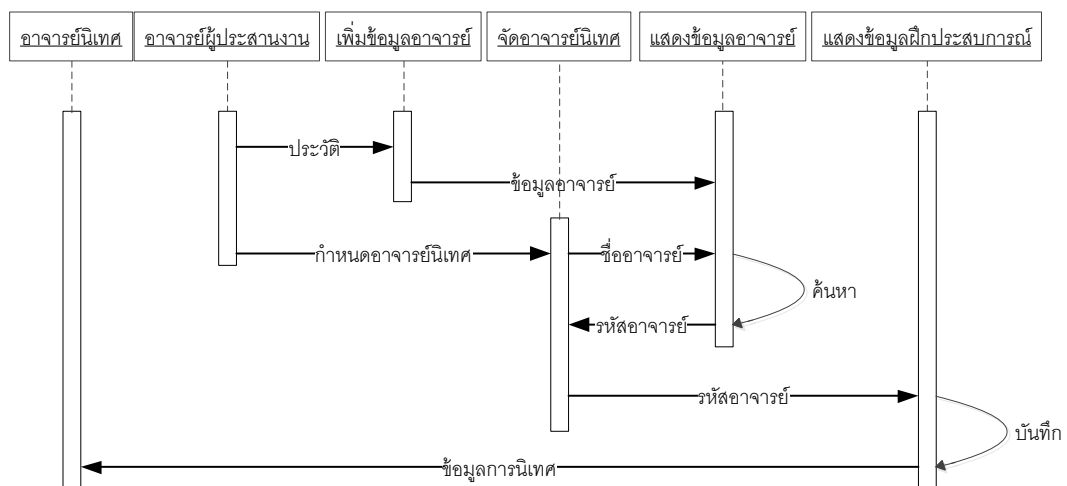 อาจารย์นิเทศ
อาจารย์ผู้ประสานงาน
เพิ่มข้อมูลอาจารย์
จัดอาจารย์นิเทศ
แสดงข้อมูลอาจารย์
แสดงข้อมูลฝึกประสบการณ์
ประวัติ
ข้อมูลอาจารย์
กำหนดอาจารย์นิเทศ
ชื่ออาจารย์
ค้นหา
รหัสอาจารย์
รหัสอาจารย์
บันทึก
ข้อมูลการนิเทศ